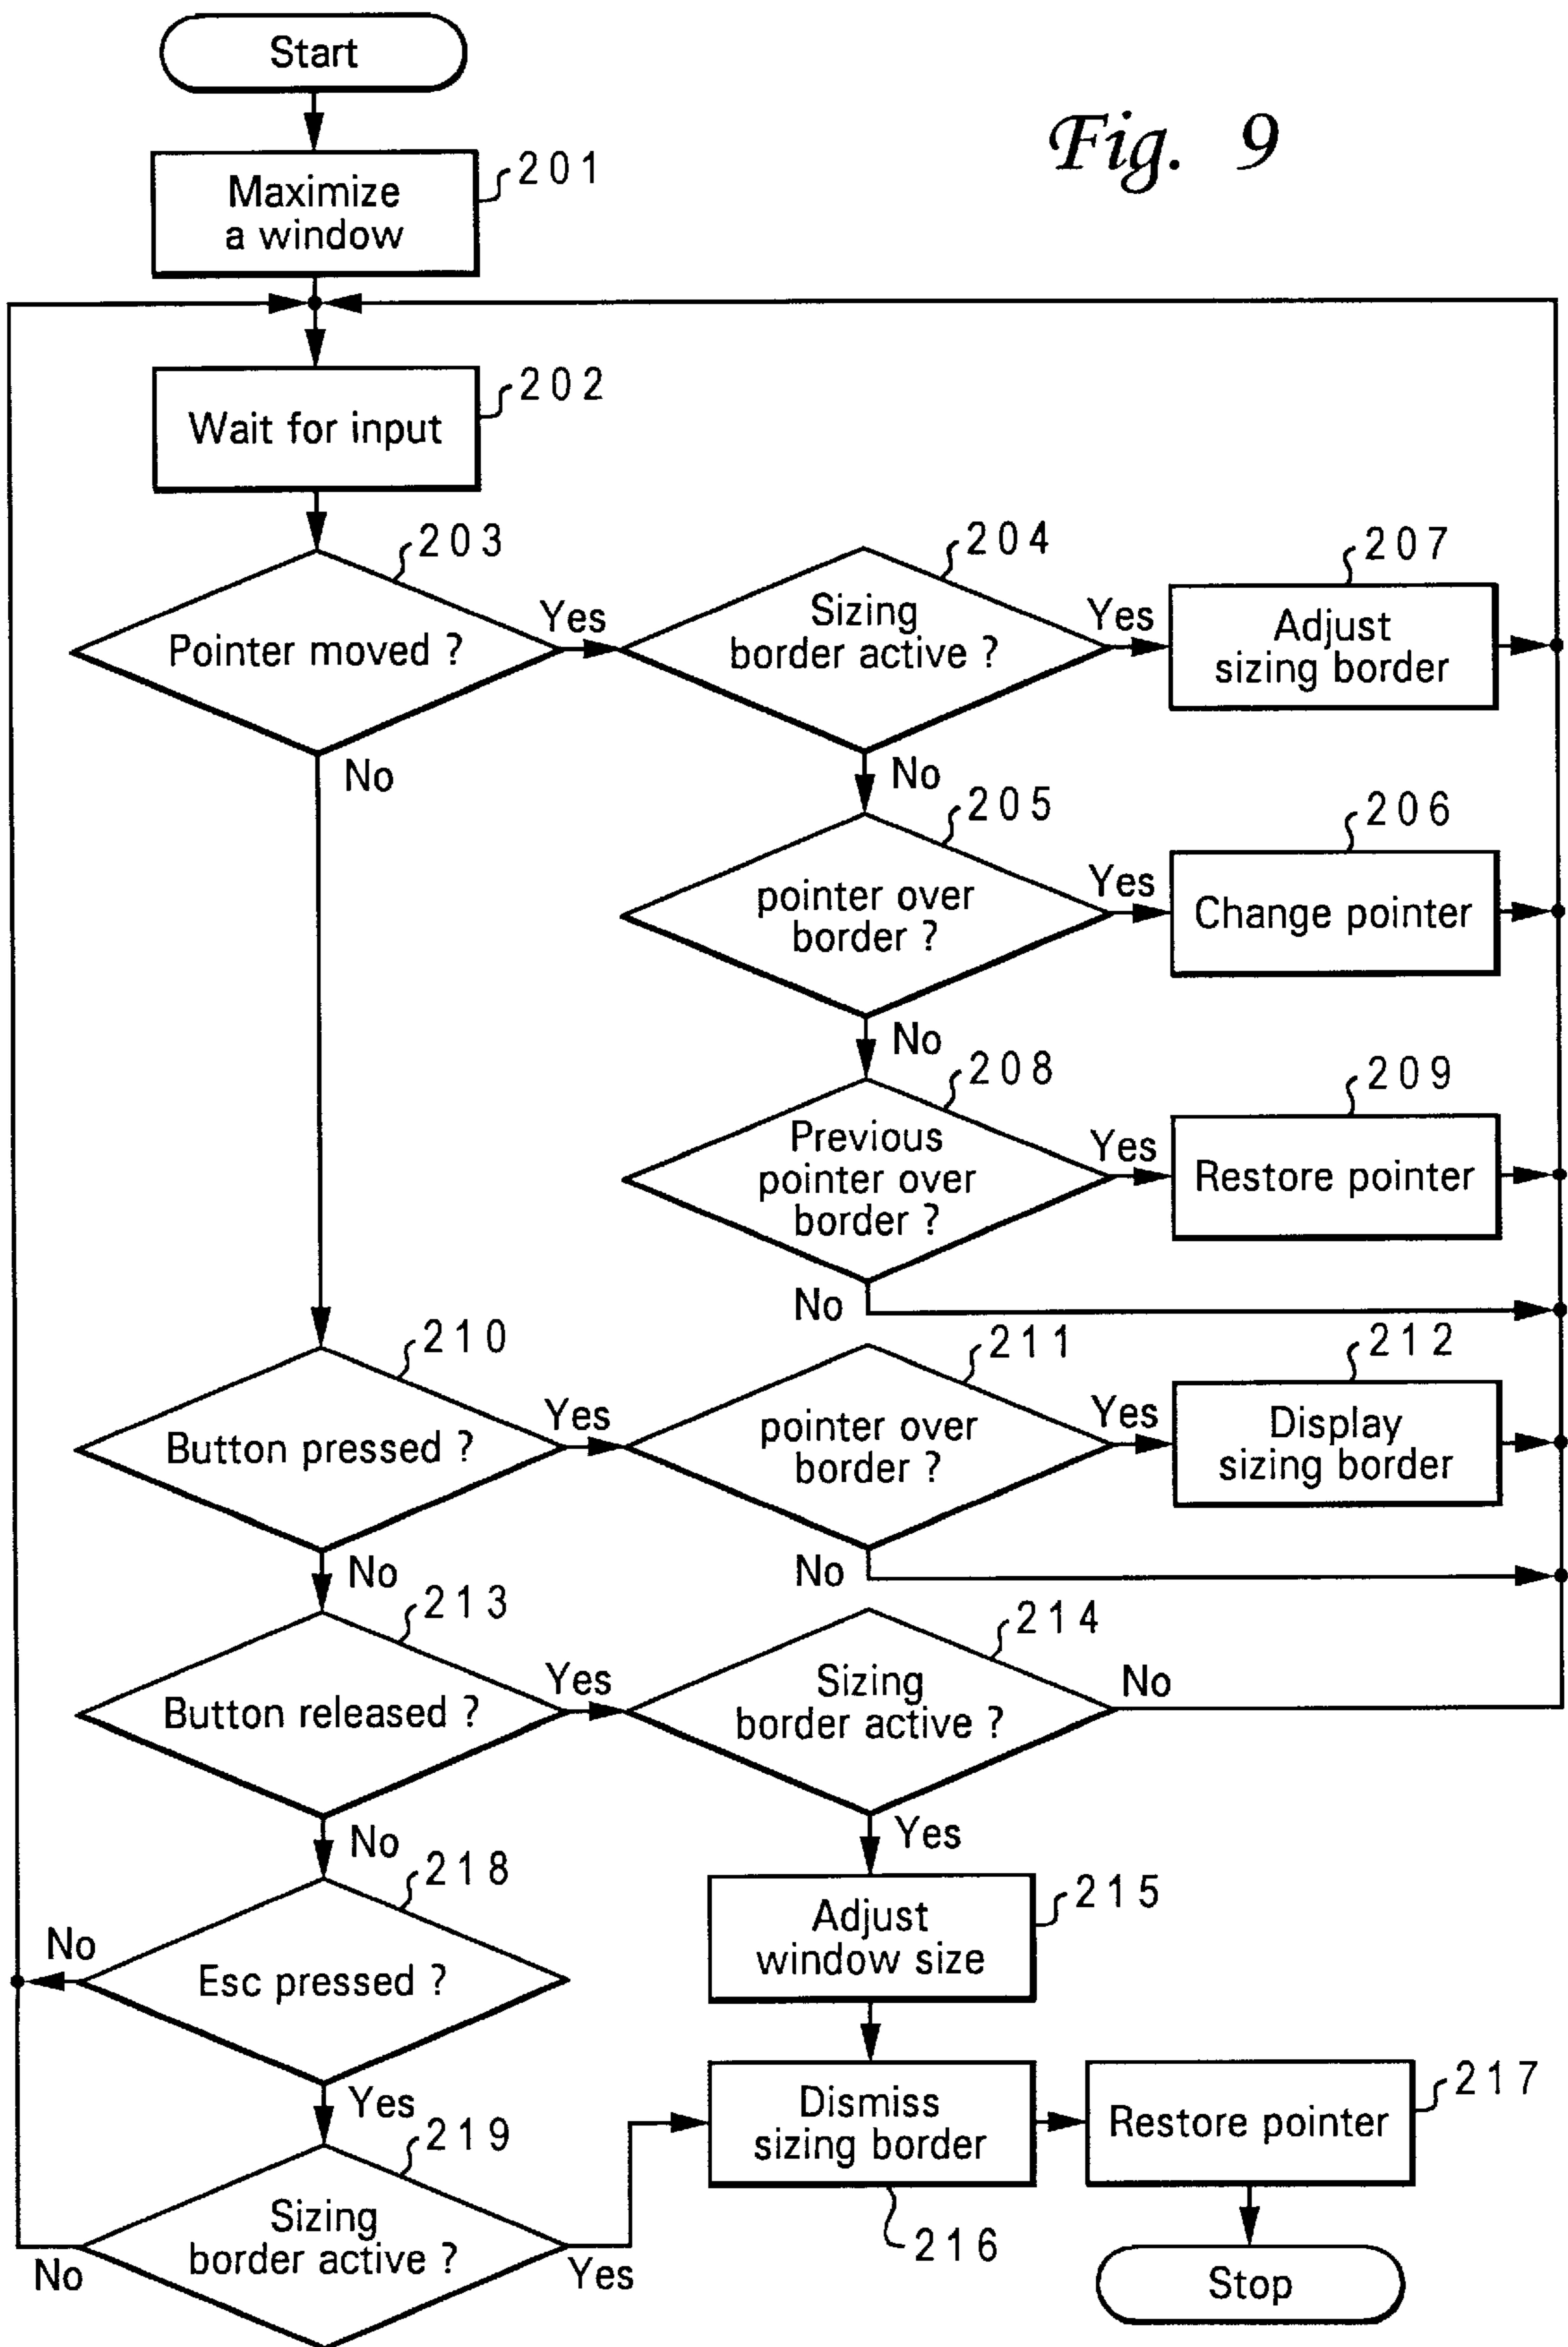 Start
Fig. 9
Maximize
a window
201
Wait for input
202
Pointer moved ?
203
Yes
No
Sizing
border active ?
204
Yes
No
Adjust
sizing border
207
pointer over
border ?
205
Yes
No
Change pointer
206
Previous
pointer over
border ?
208
Yes
No
Restore pointer
209
Button pressed ?
210
Yes
No
pointer over
border ?
211
Yes
No
Display
sizing border
212
Button released ?
213
Yes
No
Sizing
border active ?
214
No
Yes
Adjust
window size
215
Esc pressed ?
218
No
Yes
Dismiss
sizing border
216
Restore pointer
217
Sizing
border active ?
219
No
Yes
Stop